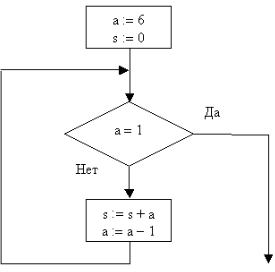 a := 6
s := 0
a = 1
Да
Нет
s := s + a
a := a − 1